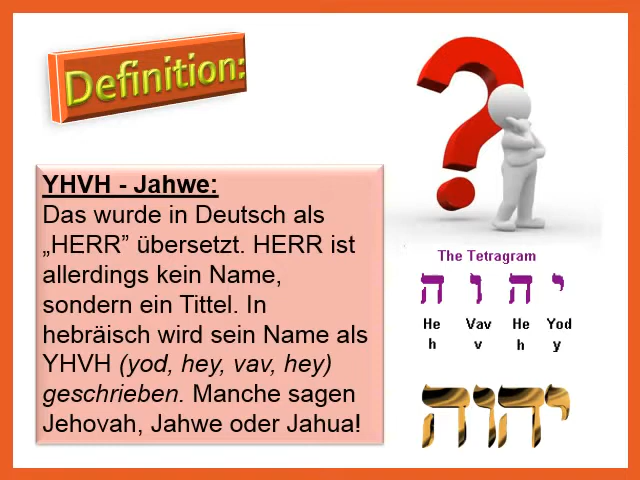 Definition:
YHVH - Jahwe:
Das wurde in Deutsch als
„HERR” übersetzt. HERR ist
allerdings kein Name,
sondern ein Tittel. In
hebräisch wird sein Name als
YHVH (yod, hey, vav, hey)
geschrieben. Manche sagen
Jehovah, Jahwe oder Jahua!
The Tetragram
י ה ו ה
He Vav He Yod
h v h y
יהוה